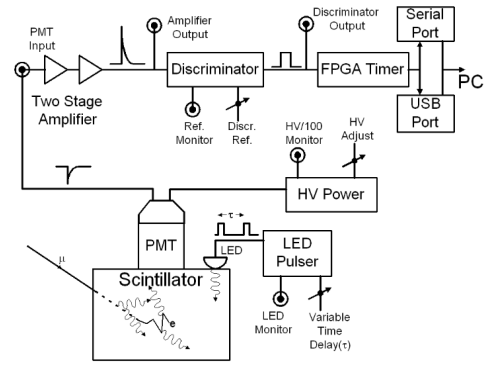 PMT
Input
Amplifier
Output
Discriminator
Output
Serial
Port
Discriminator
FPGA Timer
PC
USB
Port
Two Stage
Amplifier
Ref.
Monitor
Discr.
Ref.
HV/100
Monitor
HV
Adjust
HV Power
PMT
τ
LED
LED
Pulser
Scintillator
μ
e
LED
Monitor
Variable
Time
Delay(τ)